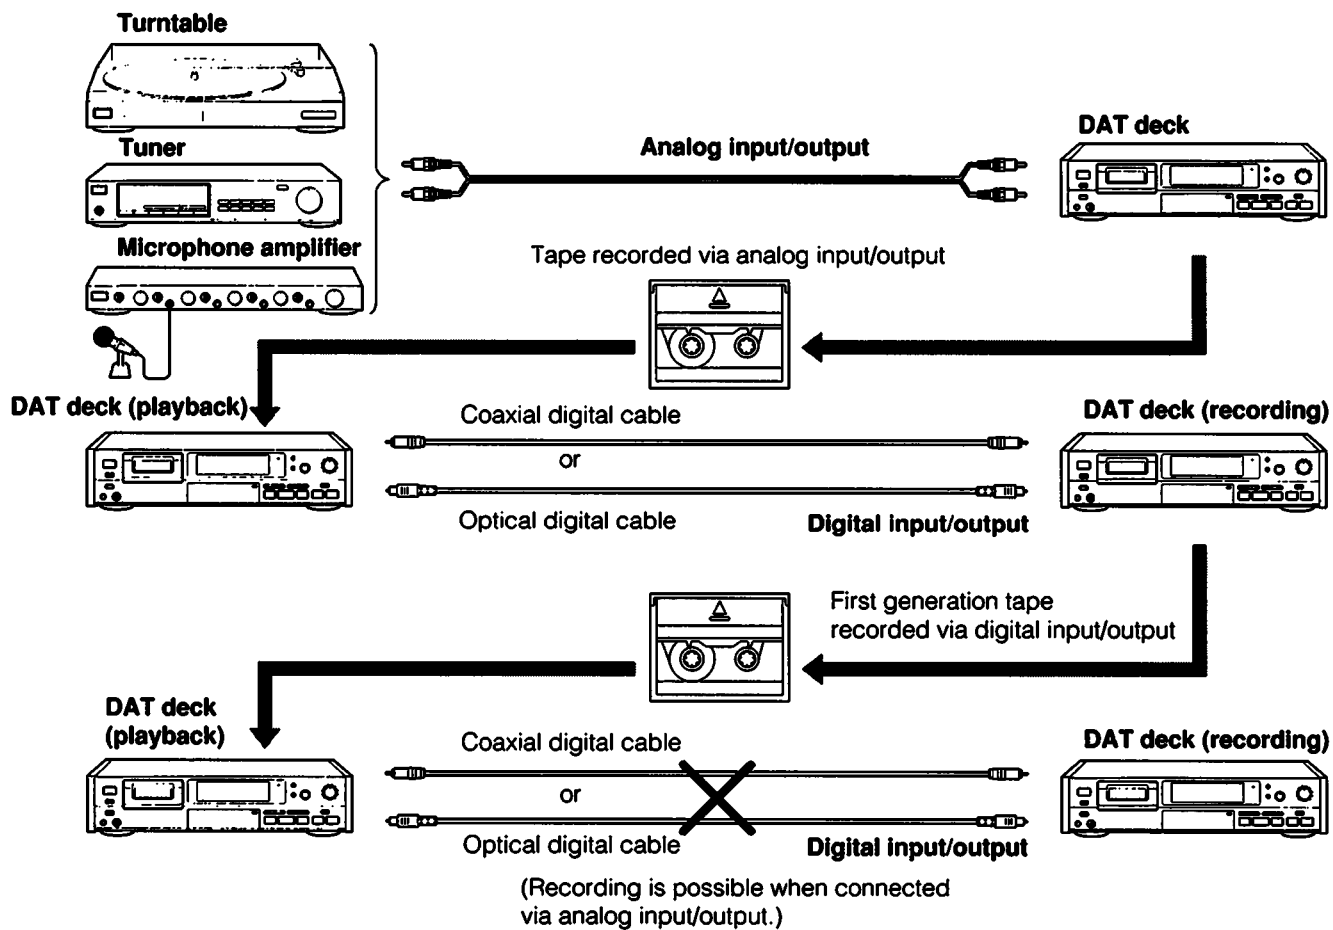 Turntable
Tuner
Microphone amplifier
Analog input/output
DAT deck
Tape recorded via analog input/output
DAT deck (playback)
Coaxial digital cable
or
Optical digital cable
Digital input/output
DAT deck (recording)
First generation tape
recorded via digital input/output
DAT deck
(playback)
Coaxial digital cable
or
Optical digital cable
Digital input/output
DAT deck (recording)
(Recording is possible when connected
via analog input/output.)